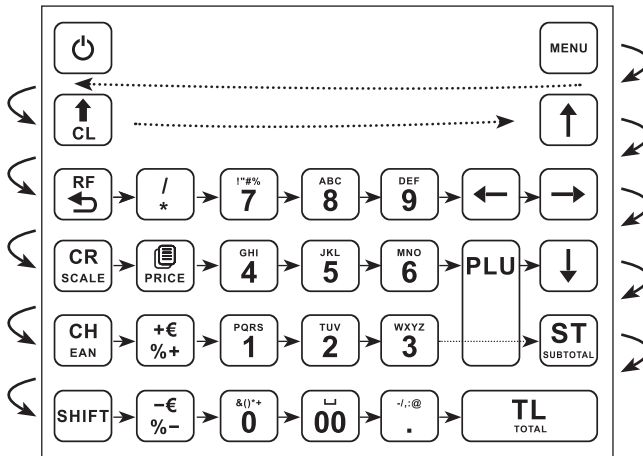 MENU
CL
RF / !"#% ABC DEF
* 7 8 9
CR GHI JKL MNO PLU
SCALE PRICE 4 5 6
CH +€ PQRS TUV WXYZ ST
EAN %+ 1 2 3 SUBTOTAL
SHIFT −€ &()*+ ␣ -/,:@ TL
%− 0 00 . TOTAL